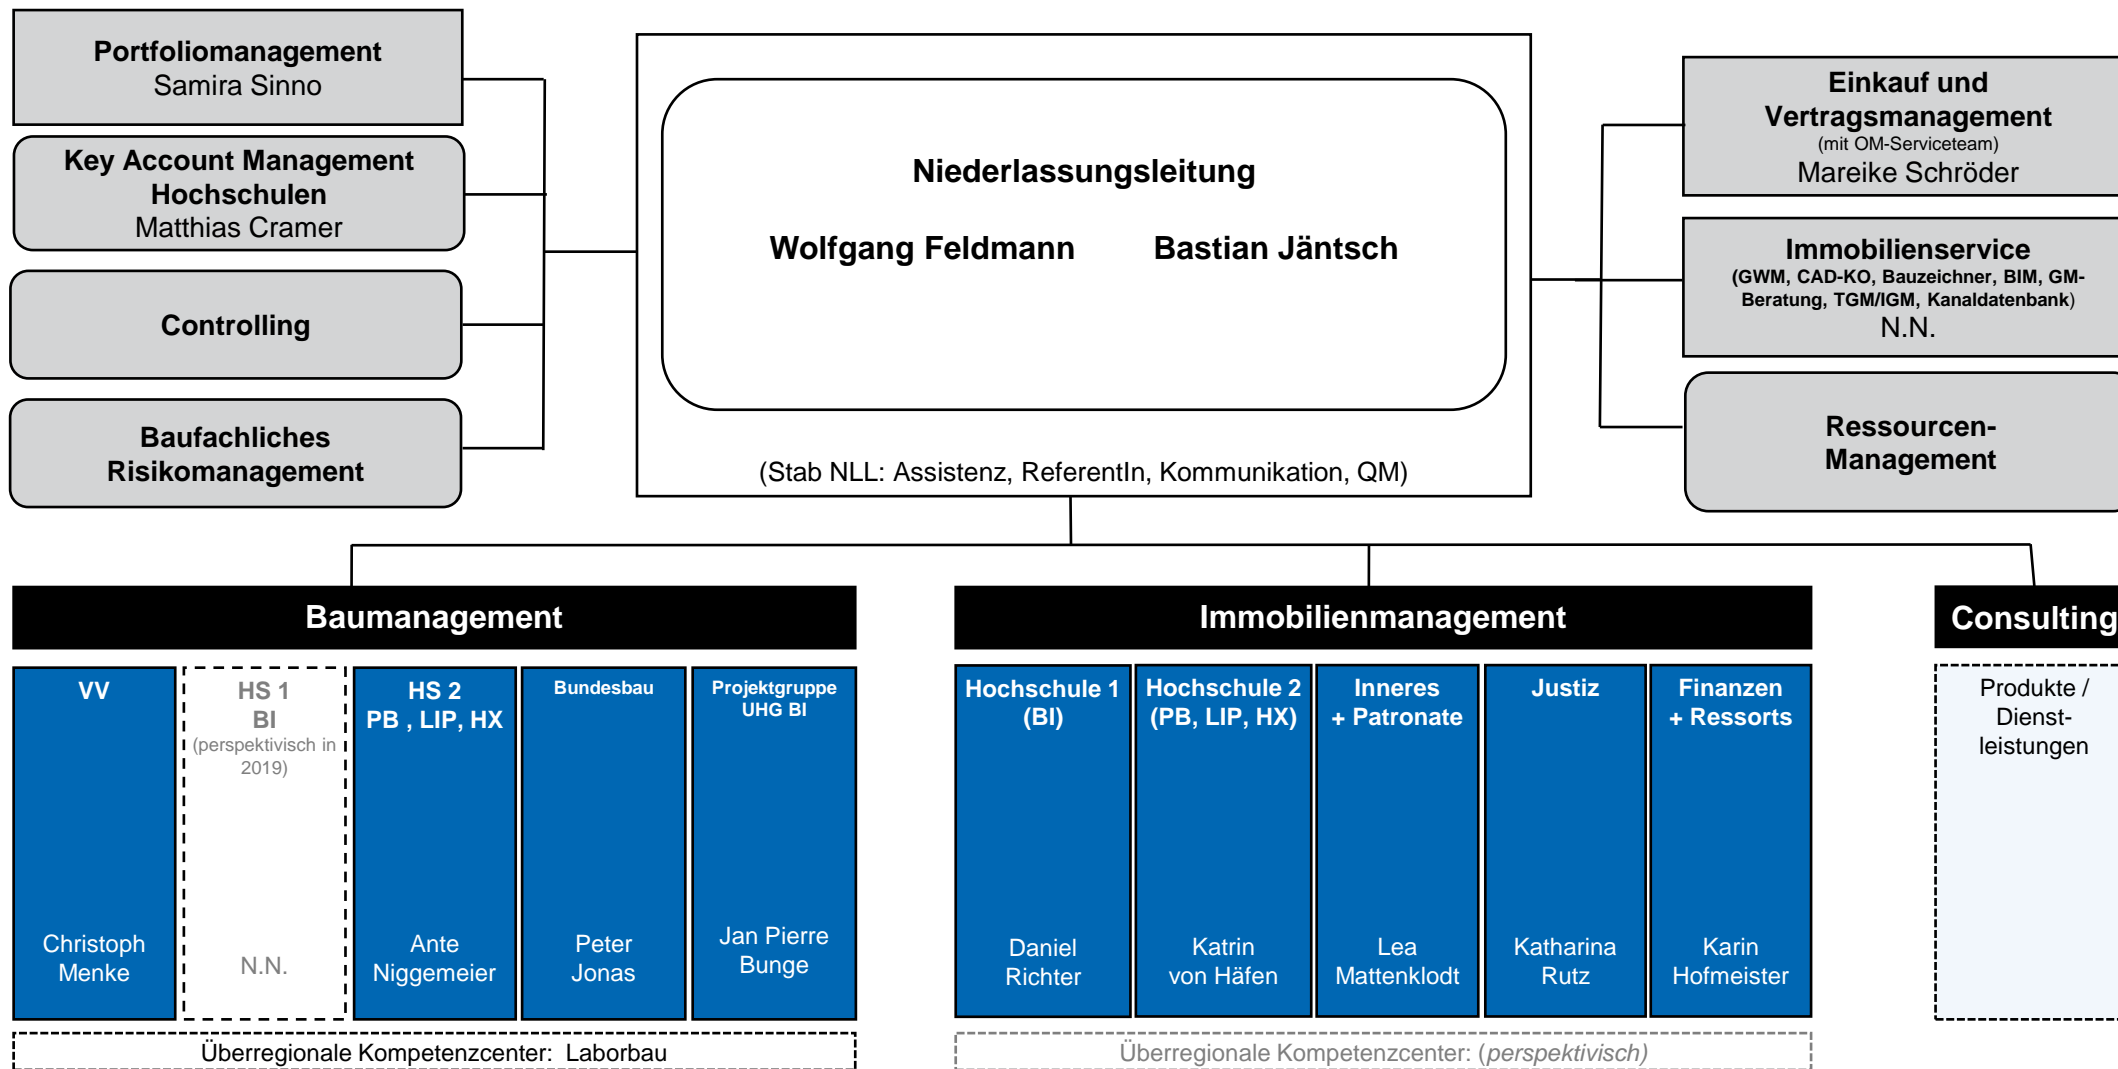 Portfoliomanagement
Samira Sinno
Key Account Management
Hochschulen
Matthias Cramer
Controlling
Baufachliches
Risikomanagement
Niederlassungsleitung
Wolfgang Feldmann Bastian Jäntsch
(Stab NLL: Assistenz, ReferentIn, Kommunikation, QM)
Einkauf und
Vertragsmanagement
(mit OM-Serviceteam)
Mareike Schröder
Immobilienservice
(GWM, CAD-KO, Bauzeichner, BIM, GM-
Beratung, TGM/IGM, Kanaldatenbank)
N.N.
Ressourcen-
Management
Baumanagement
VV
Christoph
Menke
HS 1
BI
(perspektivisch in
2019)
N.N.
HS 2
PB , LIP, HX
Ante
Niggemeier
Bundesbau
Peter
Jonas
Projektgruppe
UHG BI
Jan Pierre
Bunge
Überregionale Kompetenzcenter: Laborbau
Immobilienmanagement
Hochschule 1
(BI)
Daniel
Richter
Hochschule 2
(PB, LIP, HX)
Katrin
von Häfen
Inneres
+ Patronate
Lea
Mattenklodt
Justiz
Katharina
Rutz
Finanzen
+ Ressorts
Karin
Hofmeister
Überregionale Kompetenzcenter: (perspektivisch)
Consulting
Produkte /
Dienst-
leistungen